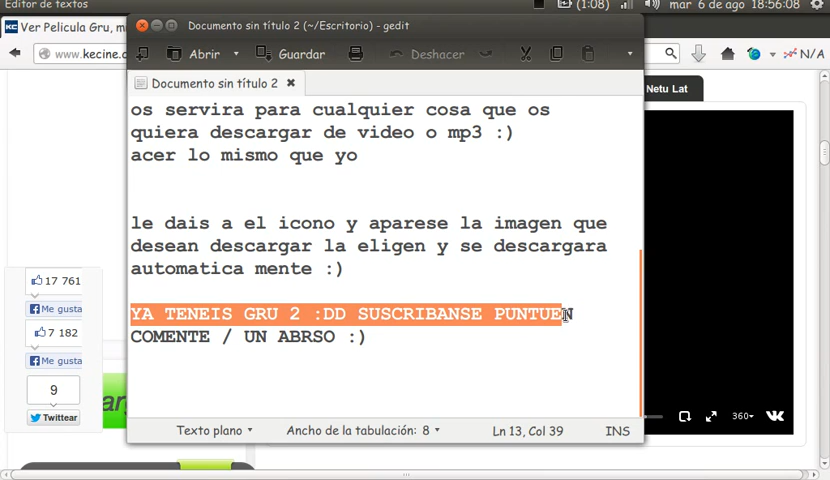 Editor de textos
(1:08)
mar 6 de ago 18:56:08
Ver Pelicula Gru, m
www.kecine.
N/A
Documento sin título 2 (~/Escritorio) - gedit
Abrir
Guardar
Deshacer
Documento sin título 2
Netu Lat
os servira para cualquier cosa que os
quiera descargar de video o mp3 :)
acer lo mismo que yo
le dais a el icono y aparese la imagen que
desean descargar la eligen y se descargara
automatica mente :)
YA TENEIS GRU 2 :DD SUSCRIBANSE PUNTUEN
COMENTE / UN ABRSO :)
17 761
Me gusta
7 182
Me gusta
9
Twittear
360
Texto plano
Ancho de la tabulación: 8
Ln 13, Col 39
INS